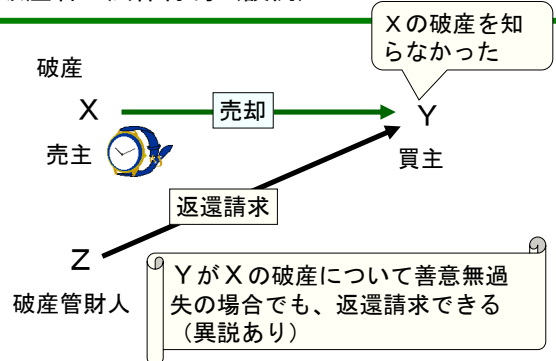 Xの破産を知
らなかった
破産
X
売却
Y
売主
買主
返還請求
Z
破産管財人
YがXの破産について善意無過
失の場合でも、返還請求できる
（異説あり）